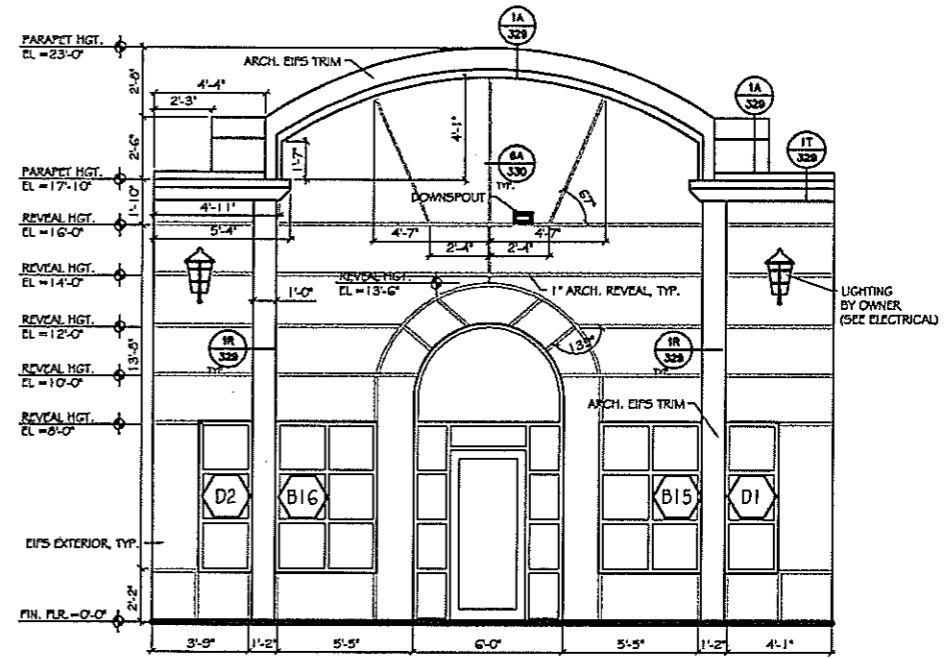 1A
329
PARAPET HGT.
EL =23'-0"
ARCH. EIFS TRIM
2'-8"
4'-4"
2'-3"
1A
329
4'-1"
2'-6"
1'-7"
6A
330
TYP.
1T
329
PARAPET HGT.
EL =17'-10"
1'-10"
4'-11"
DOWNSPOUT
67°
REVEAL HGT.
EL =16'-0"
5'-4"
4'-7"
4'-7"
2'-4"
2'-4"
REVEAL HGT.
EL =14'-0"
REVEAL HGT.
EL =13'-6"
1" ARCH. REVEAL, TYP.
LIGHTING
BY OWNER
(SEE ELECTRICAL)
1'-0"
REVEAL HGT.
EL =12'-0"
13'-8"
1R
329
TYP.
135°
1R
329
TYP.
REVEAL HGT.
EL =10'-0"
ARCH. EIFS TRIM
REVEAL HGT.
EL =8'-0"
D2
B16
B15
D1
EIFS EXTERIOR, TYP.
2'-2"
FIN. FLR. =0'-0"
3'-9"
1'-2"
5'-5"
6'-0"
5'-5"
1'-2"
4'-1"